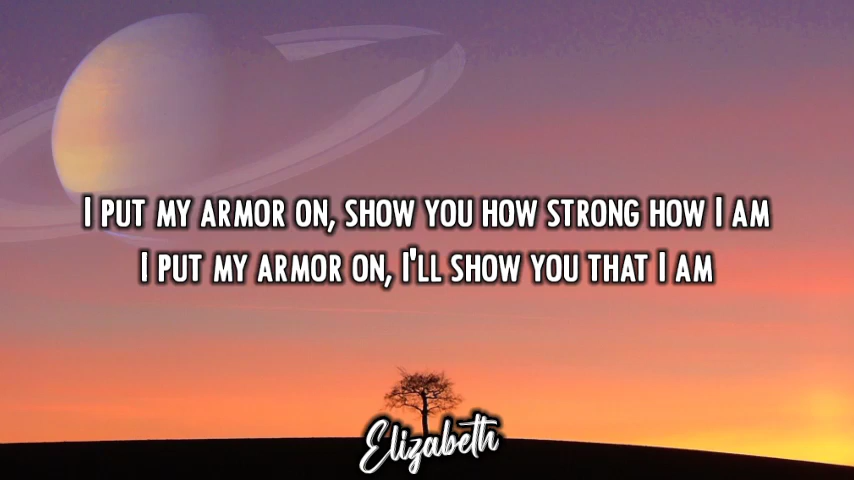 I PUT MY ARMOR ON, SHOW YOU HOW STRONG HOW I AM
I PUT MY ARMOR ON, I'LL SHOW YOU THAT I AM
Elizabeth